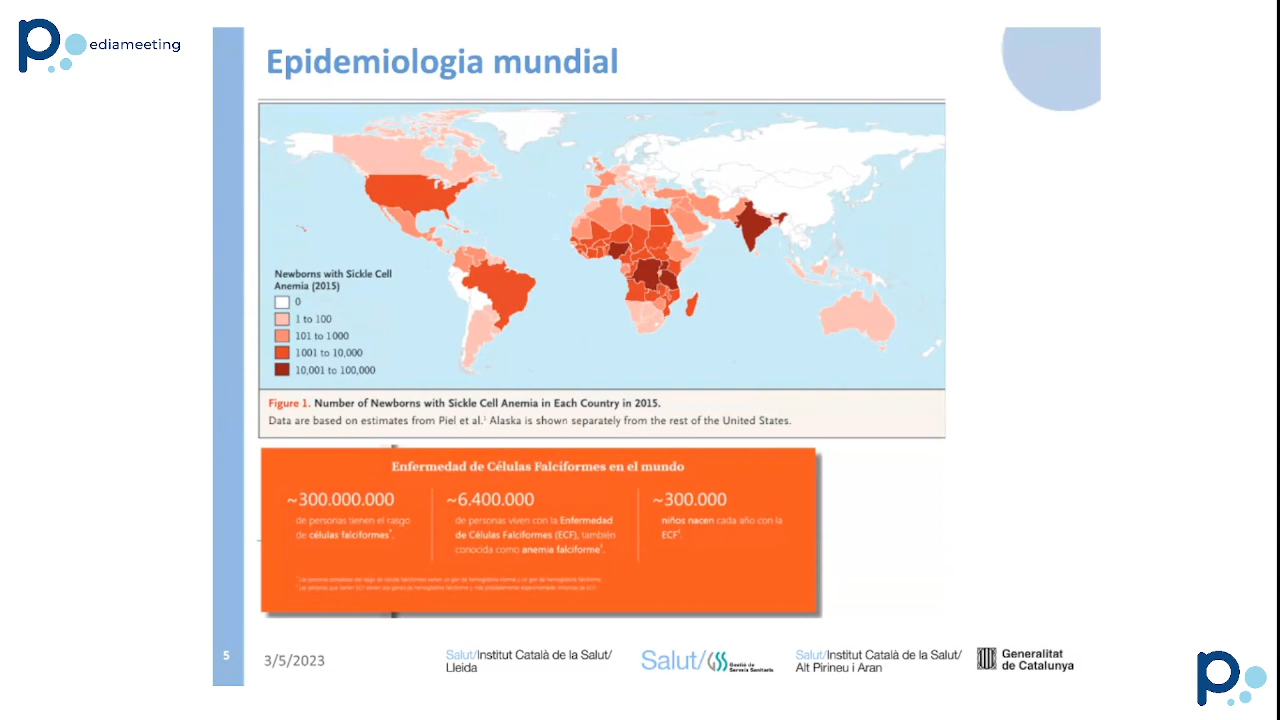 Pediameeting
Epidemiologia mundial
Newborns with Sickle Cell
Anemia (2015)
0
1 to 100
101 to 1000
1001 to 10,000
10,001 to 100,000
Figure 1. Number of Newborns with Sickle Cell Anemia in Each Country in 2015.
Data are based on estimates from Piel et al.¹ Alaska is shown separately from the rest of the United States.
Enfermedad de Células Falciformes en el mundo
~300.000.000
de personas tienen el rasgo
de células falciformes
~6.400.000
de personas viven con la Enfermedad
de Células Falciformes (ECF), también
conocida como anemia falciforme
~300.000
niños nacen cada año con la
ECF
5
3/5/2023
Salut/Institut Català de la Salut/
Lleida
Salut/
Gestió de
Serveis Sanitaris
Salut/Institut Català de la Salut/
Alt Pirineu i Aran
Generalitat
de Catalunya
P